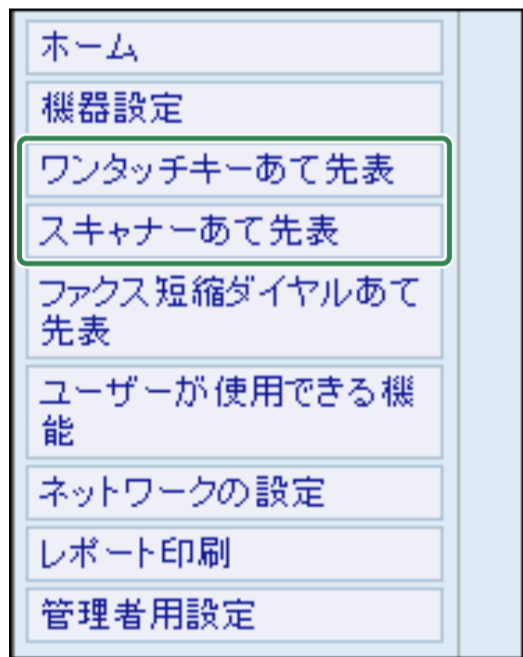 ホーム
機器設定
ワンタッチキーあて先表
スキャナーあて先表
ファクス短縮ダイヤルあて
先表
ユーザーが使用できる機
能
ネットワークの設定
レポート印刷
管理者用設定